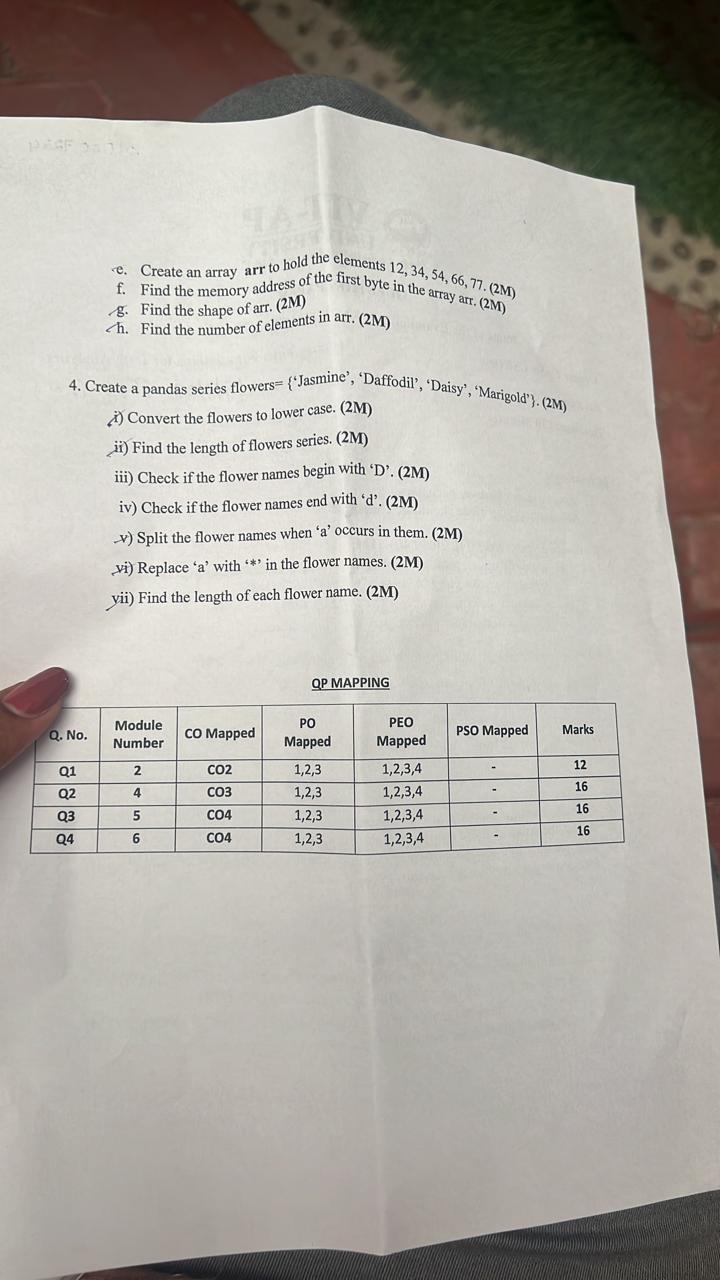 e. Create an array arr to hold the elements 12, 34, 54, 66, 77. (2M)
f. Find the memory address of the first byte in the array arr. (2M)
g. Find the shape of arr. (2M)
h. Find the number of elements in arr. (2M)
4. Create a pandas series flowers= {‘Jasmine’, ‘Daffodil’, ‘Daisy’, ‘Marigold’}. (2M)
i) Convert the flowers to lower case. (2M)
ii) Find the length of flowers series. (2M)
iii) Check if the flower names begin with ‘D’. (2M)
iv) Check if the flower names end with ‘d’. (2M)
v) Split the flower names when ‘a’ occurs in them. (2M)
vi) Replace ‘a’ with ‘*’ in the flower names. (2M)
vii) Find the length of each flower name. (2M)
QP MAPPING
Q. No. Module Number CO Mapped PO Mapped PEO Mapped PSO Mapped Marks
Q1 2 CO2 1,2,3 1,2,3,4 - 12
Q2 4 CO3 1,2,3 1,2,3,4 - 16
Q3 5 CO4 1,2,3 1,2,3,4 - 16
Q4 6 CO4 1,2,3 1,2,3,4 - 16